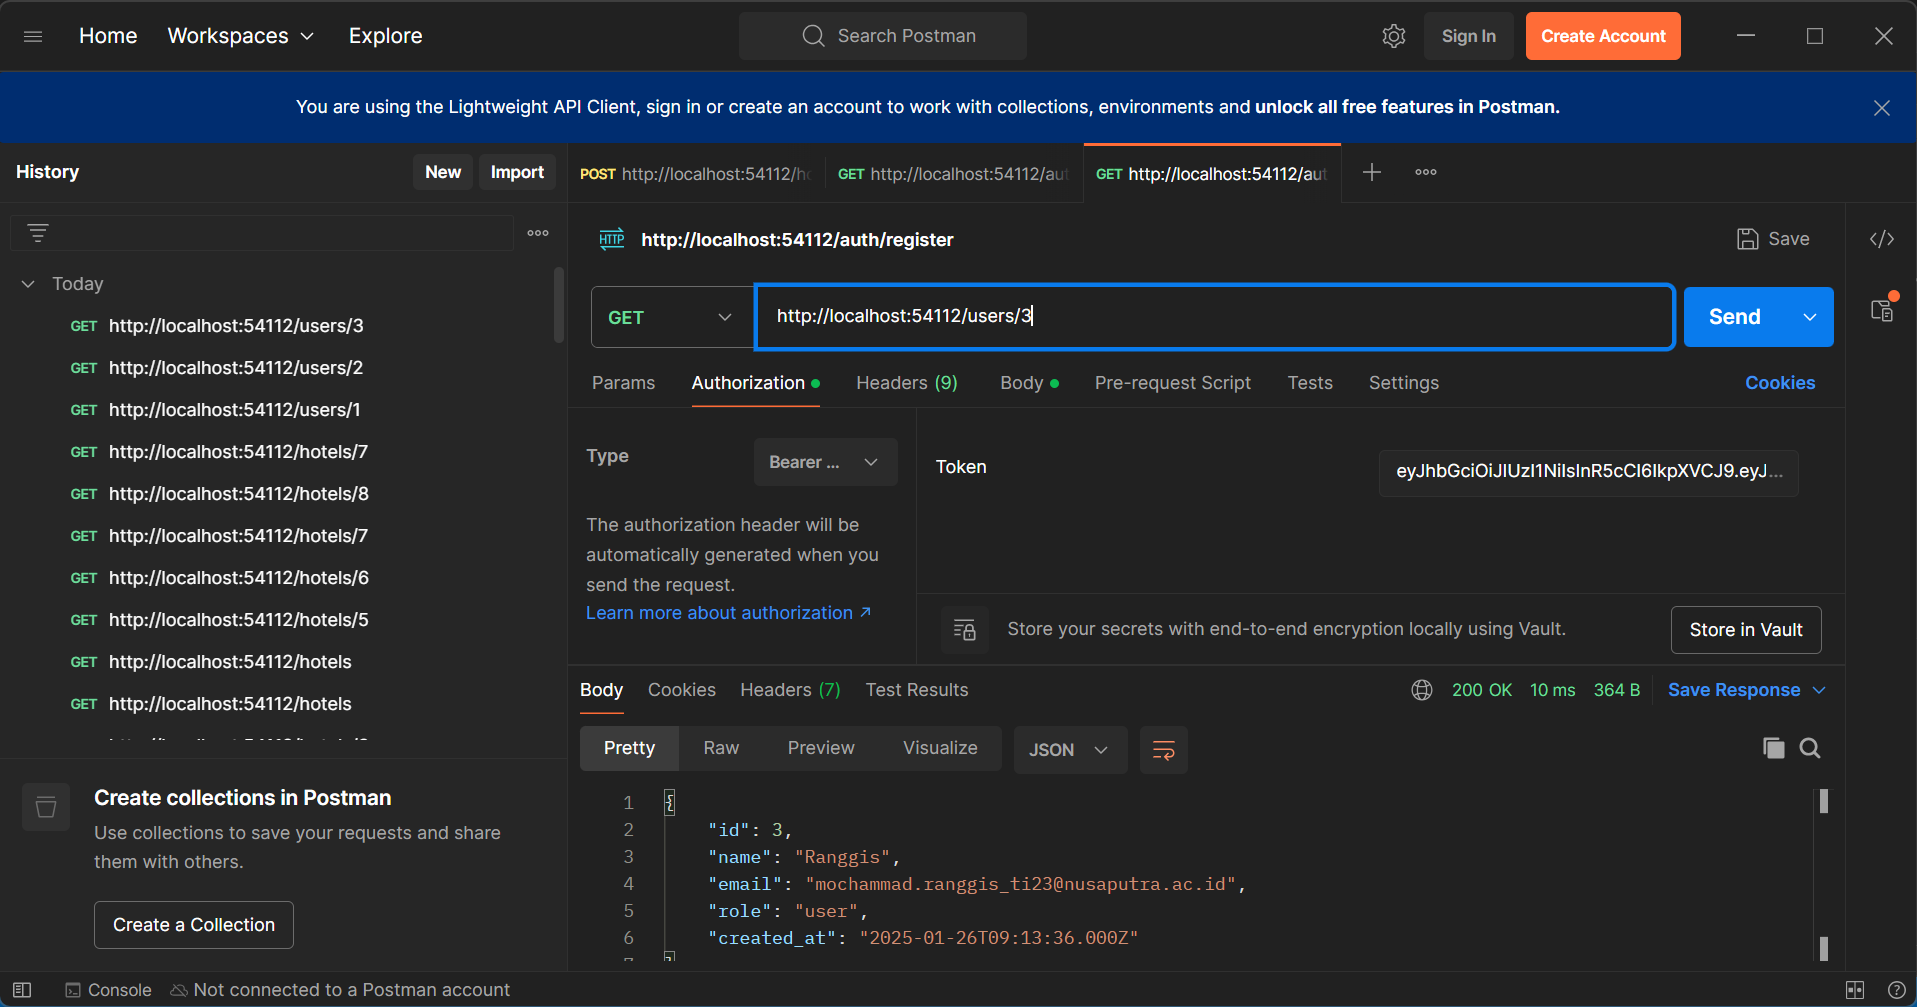 Home Workspaces Explore Search Postman Sign In Create Account
You are using the Lightweight API Client, sign in or create an account to work with collections, environments and unlock all free features in Postman.
History New Import
POST http://localhost:54112/ho GET http://localhost:54112/aut GET http://localhost:54112/aut
HTTP http://localhost:54112/auth/register Save
Today
GET http://localhost:54112/users/3
GET http://localhost:54112/users/2
GET http://localhost:54112/users/1
GET http://localhost:54112/hotels/7
GET http://localhost:54112/hotels/8
GET http://localhost:54112/hotels/7
GET http://localhost:54112/hotels/6
GET http://localhost:54112/hotels/5
GET http://localhost:54112/hotels
GET http://localhost:54112/hotels
Create collections in Postman
Use collections to save your requests and share
them with others.
Create a Collection
GET http://localhost:54112/users/3 Send
Params Authorization Headers (9) Body Pre-request Script Tests Settings Cookies
Type Bearer ...
The authorization header will be
automatically generated when you
send the request.
Learn more about authorization ↗
Token eyJhbGciOiJIUzI1NiIsInR5cCI6IkpXVCJ9.eyJ...
Store your secrets with end-to-end encryption locally using Vault. Store in Vault
Body Cookies Headers (7) Test Results 200 OK 10 ms 364 B Save Response
Pretty Raw Preview Visualize JSON
1 {
2 "id": 3,
3 "name": "Ranggis",
4 "email": "mochammad.ranggis_ti23@nusaputra.ac.id",
5 "role": "user",
6 "created_at": "2025-01-26T09:13:36.000Z"
Console Not connected to a Postman account